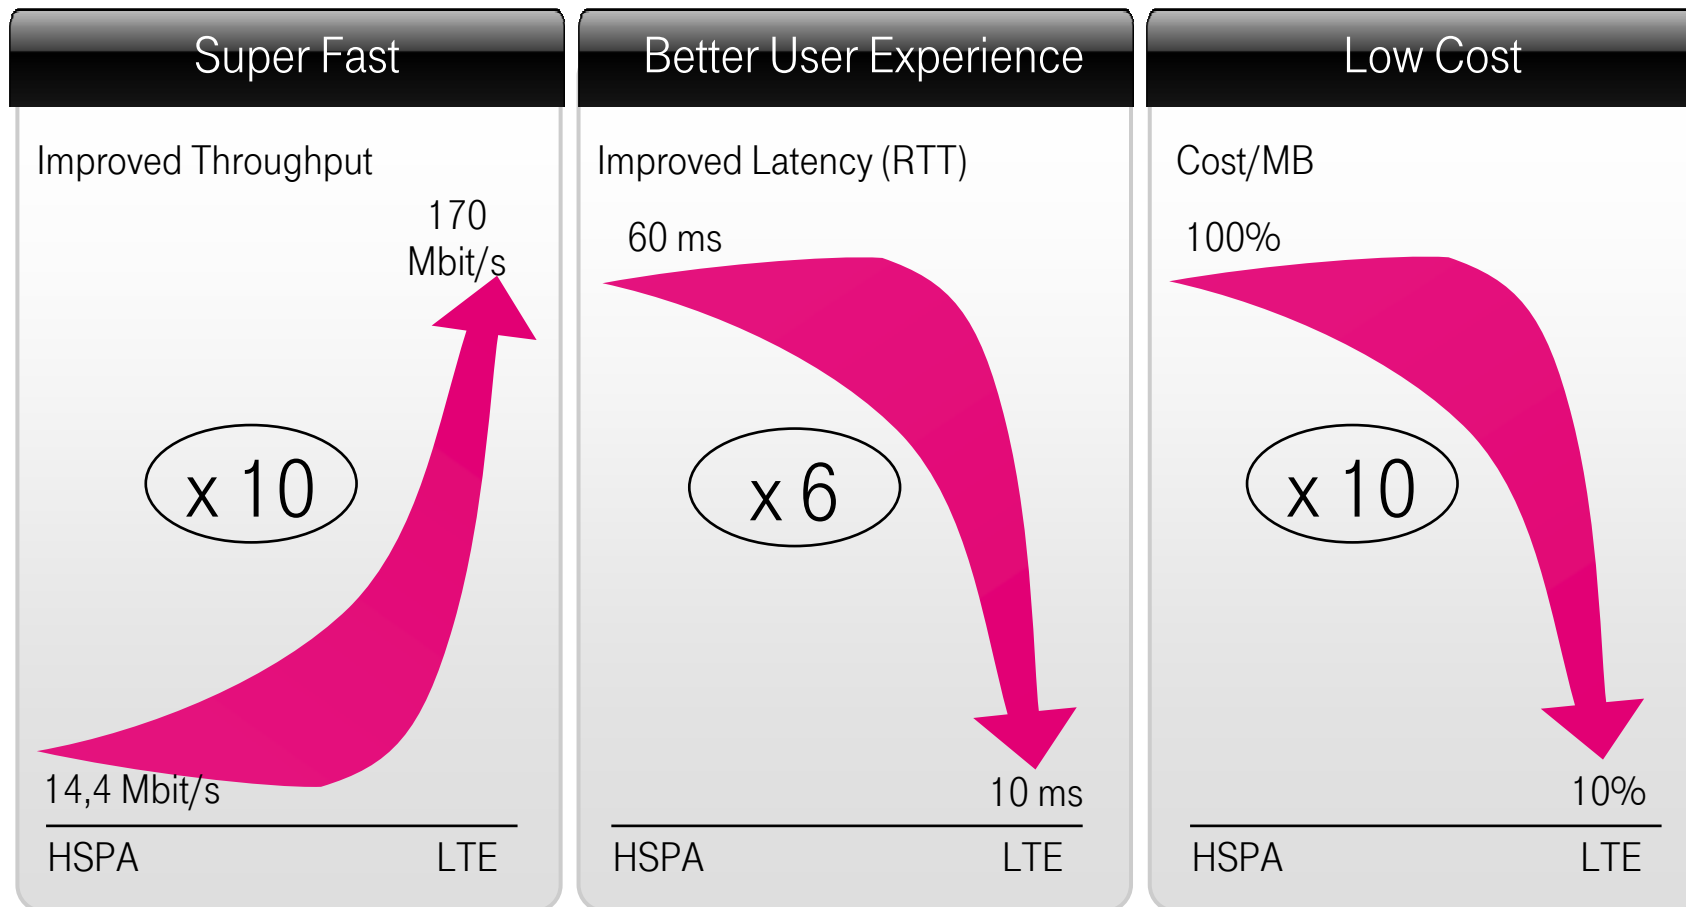 Super Fast
Improved Throughput
170
Mbit/s
x 10
14,4 Mbit/s
HSPA LTE
Better User Experience
Improved Latency (RTT)
60 ms
x 6
10 ms
HSPA LTE
Low Cost
Cost/MB
100%
x 10
10%
HSPA LTE